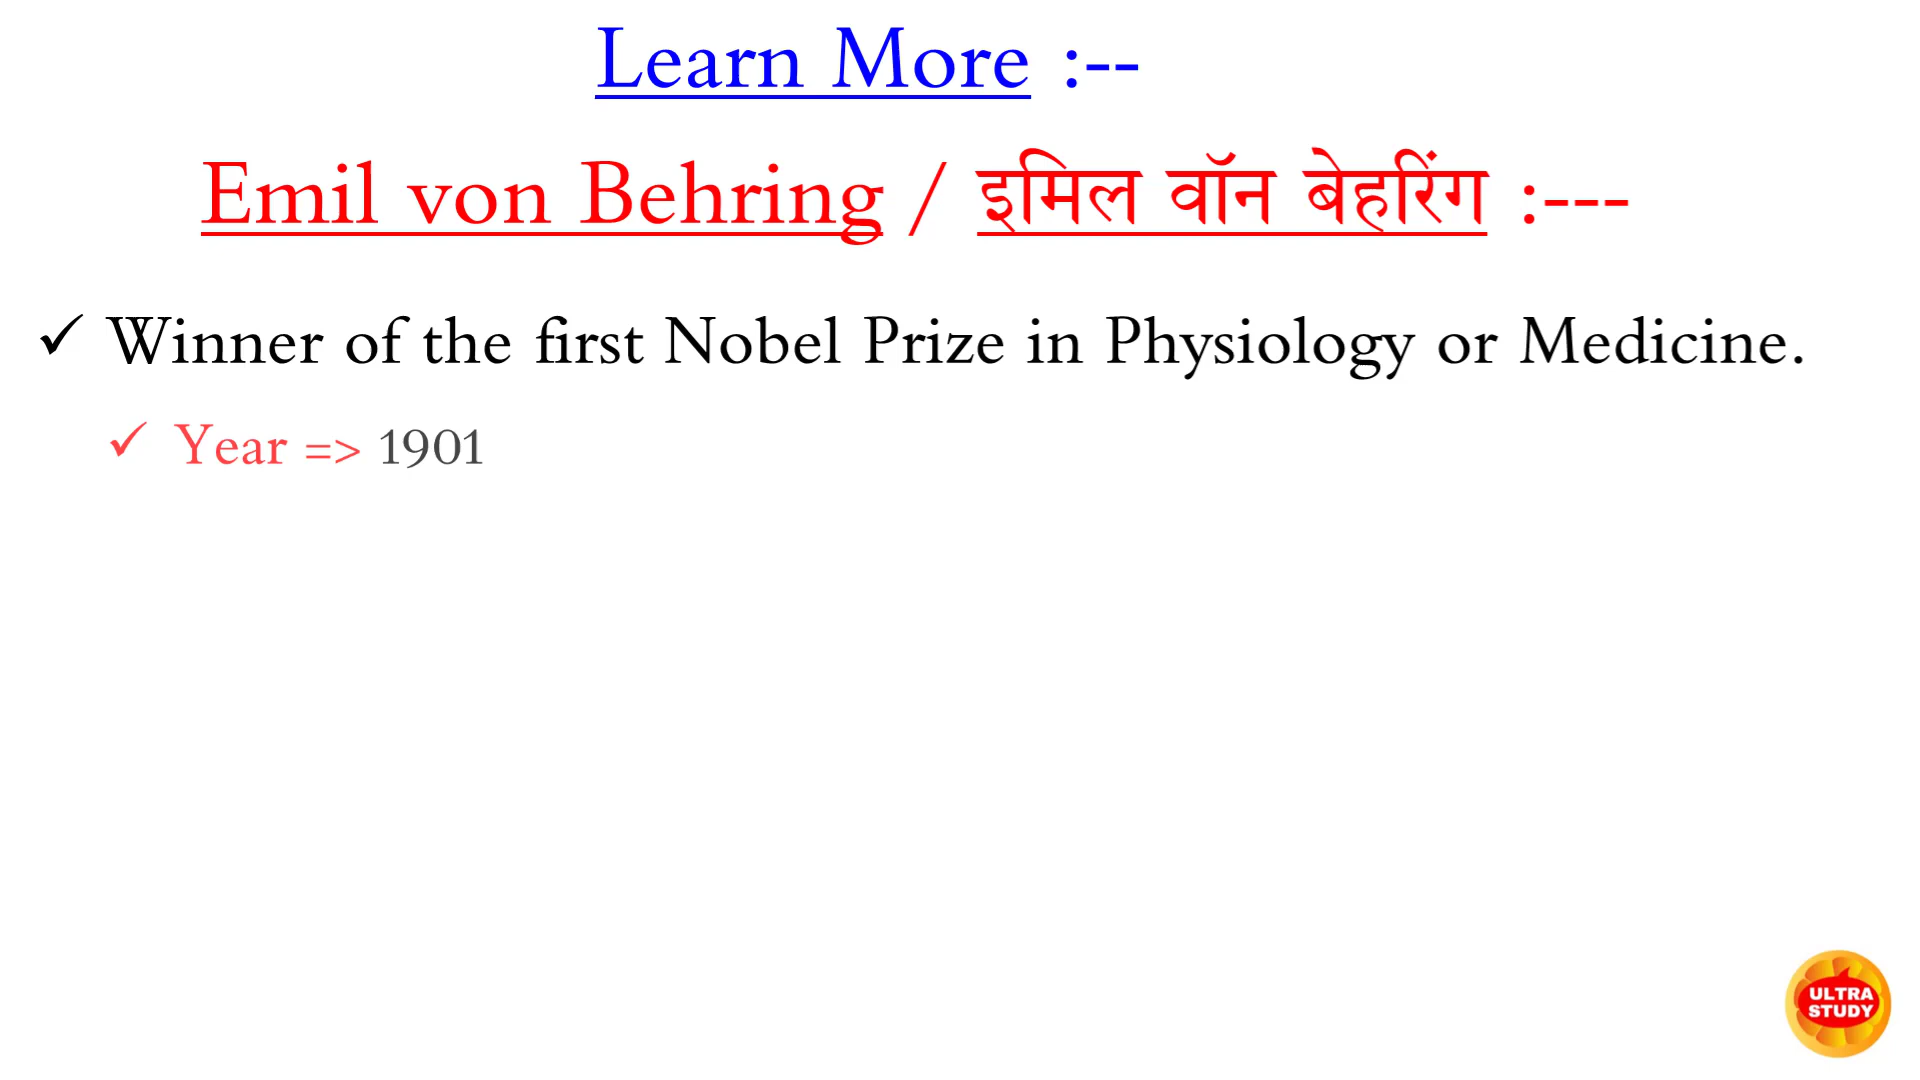 Learn More :--
Emil von Behring / इमिल वॉन बेहरिंग :---
✓ Winner of the first Nobel Prize in Physiology or Medicine.
✓ Year => 1901
ULTRA
STUDY